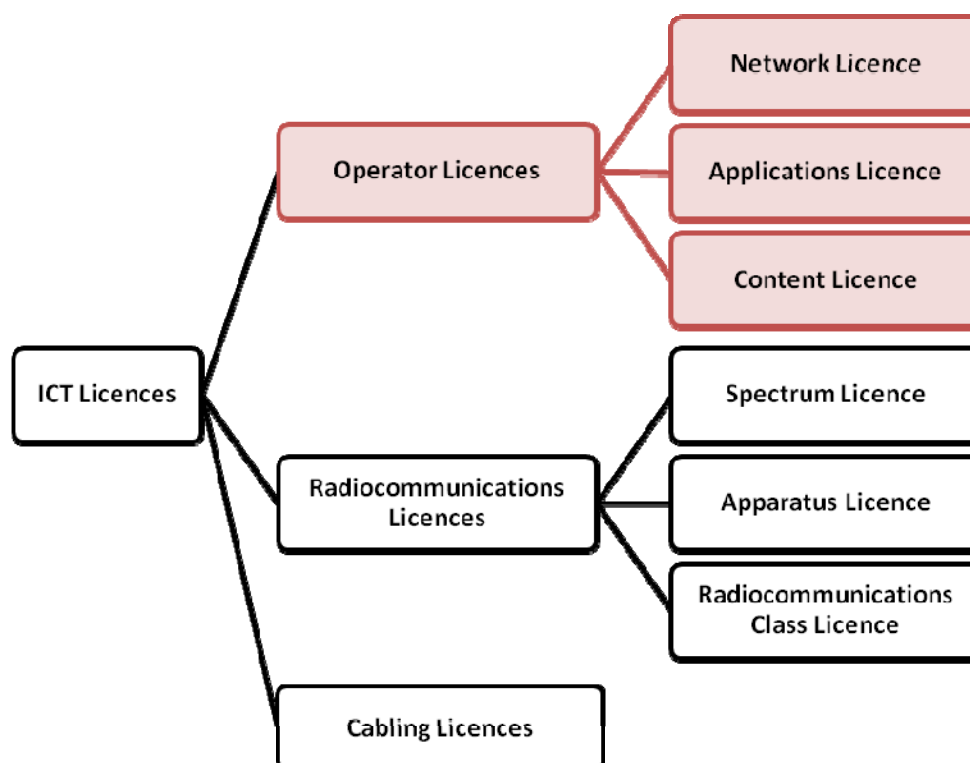 Network Licence
Operator Licences
Applications Licence
Content Licence
ICT Licences
Spectrum Licence
Radiocommunications
Licences
Apparatus Licence
Radiocommunications
Class Licence
Cabling Licences